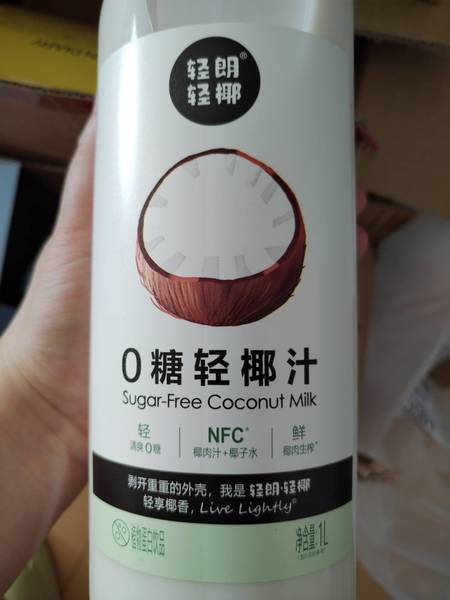 轻朗®
轻椰
0糖轻椰汁
Sugar-Free Coconut Milk
轻 NFC* 鲜
清爽0糖 椰肉汁+椰子水 椰肉生榨*
剥开重重的外壳，我是 轻朗·轻椰
轻享椰香，Live Lightly®
植物蛋白饮品
净含量:1L